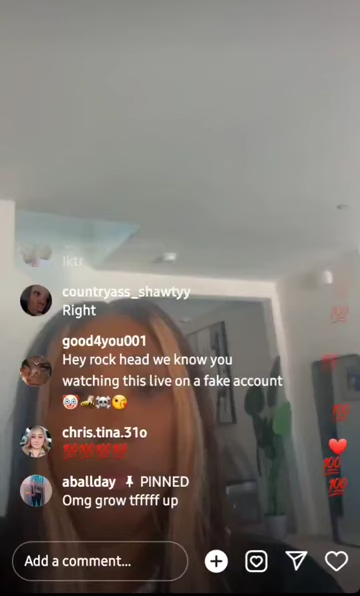 lktr
countryass_shawtyy
Right
good4you001
Hey rock head we know you
watching this live on a fake account
🤡🦽☠️😘
chris.tina.31o
💯💯💯💯
aballday 📌 PINNED
Omg grow tfffff up
Add a comment...